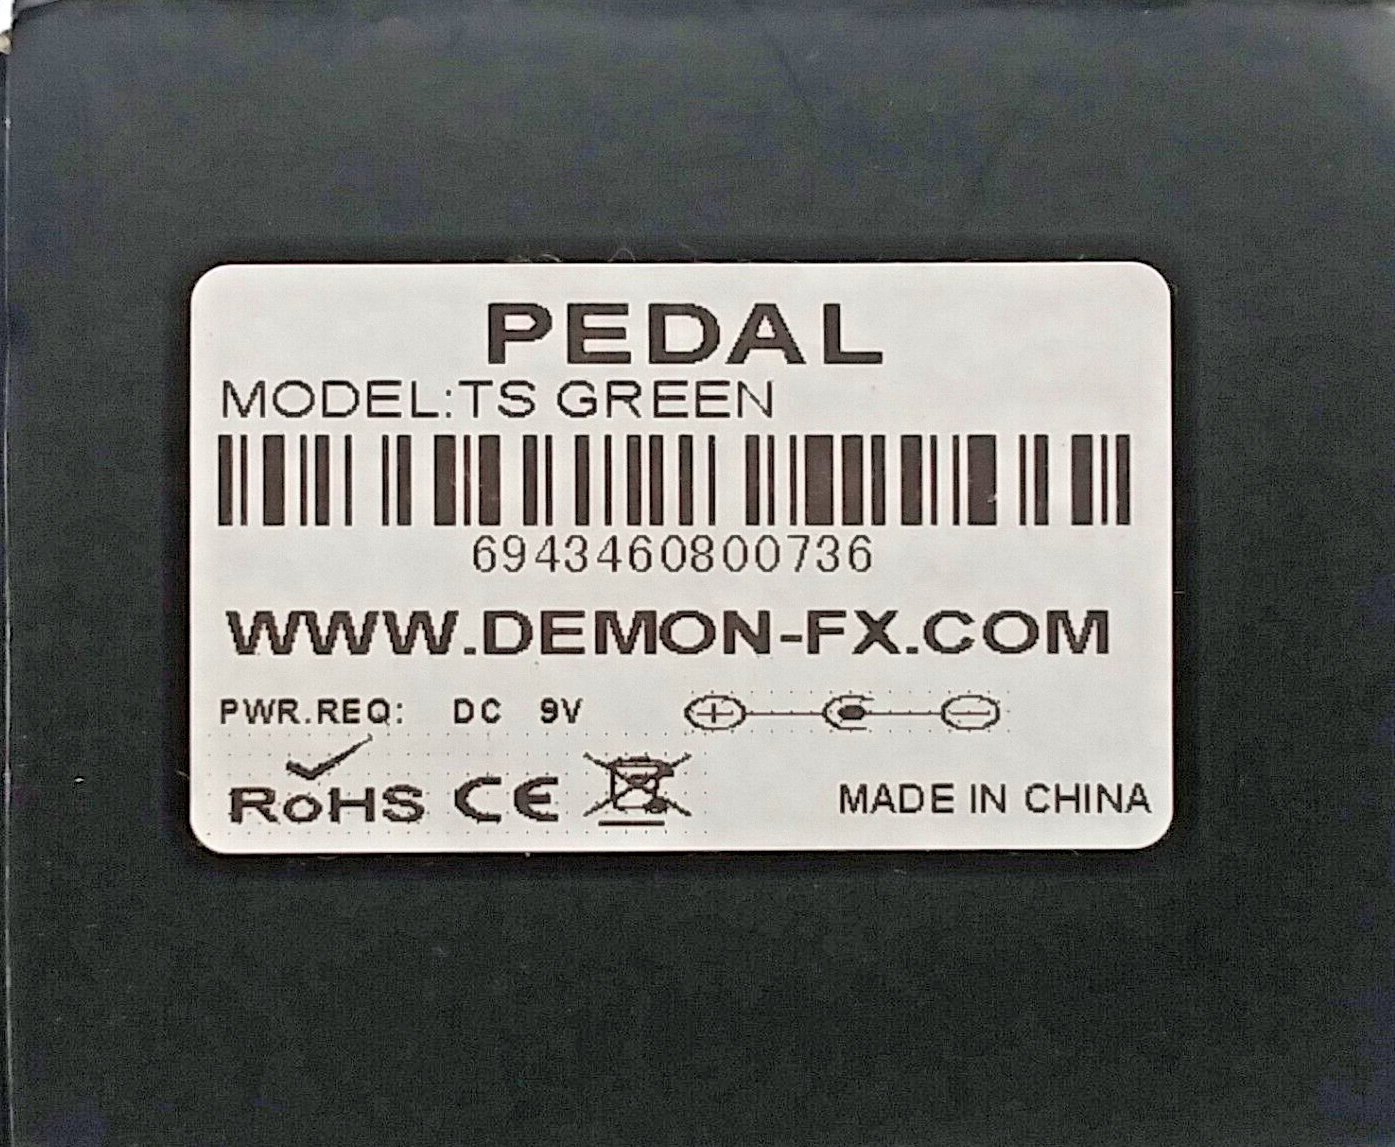 PEDAL
MODEL:TS GREEN
6943460800736
WWW.DEMON-FX.COM
PWR.REQ: DC 9V
RoHS CE
MADE IN CHINA